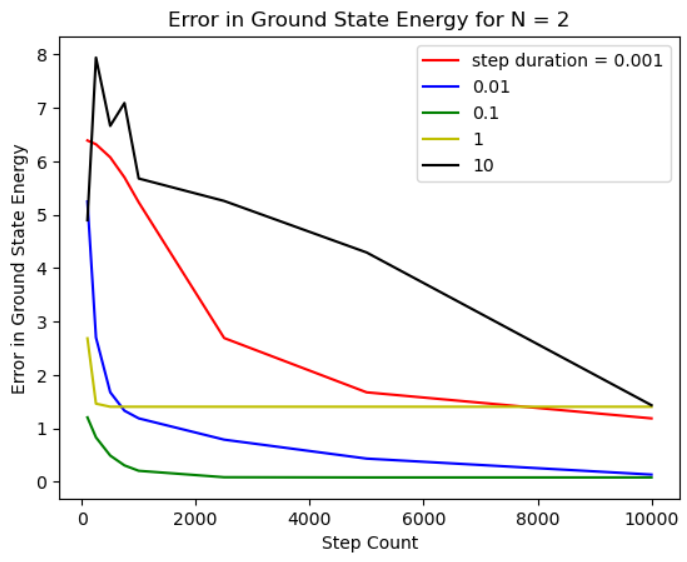 Error in Ground State Energy for N = 2
Error in Ground State Energy
8
7
6
5
4
3
2
1
0
step duration = 0.001
0.01
0.1
1
10
0 2000 4000 6000 8000 10000
Step Count